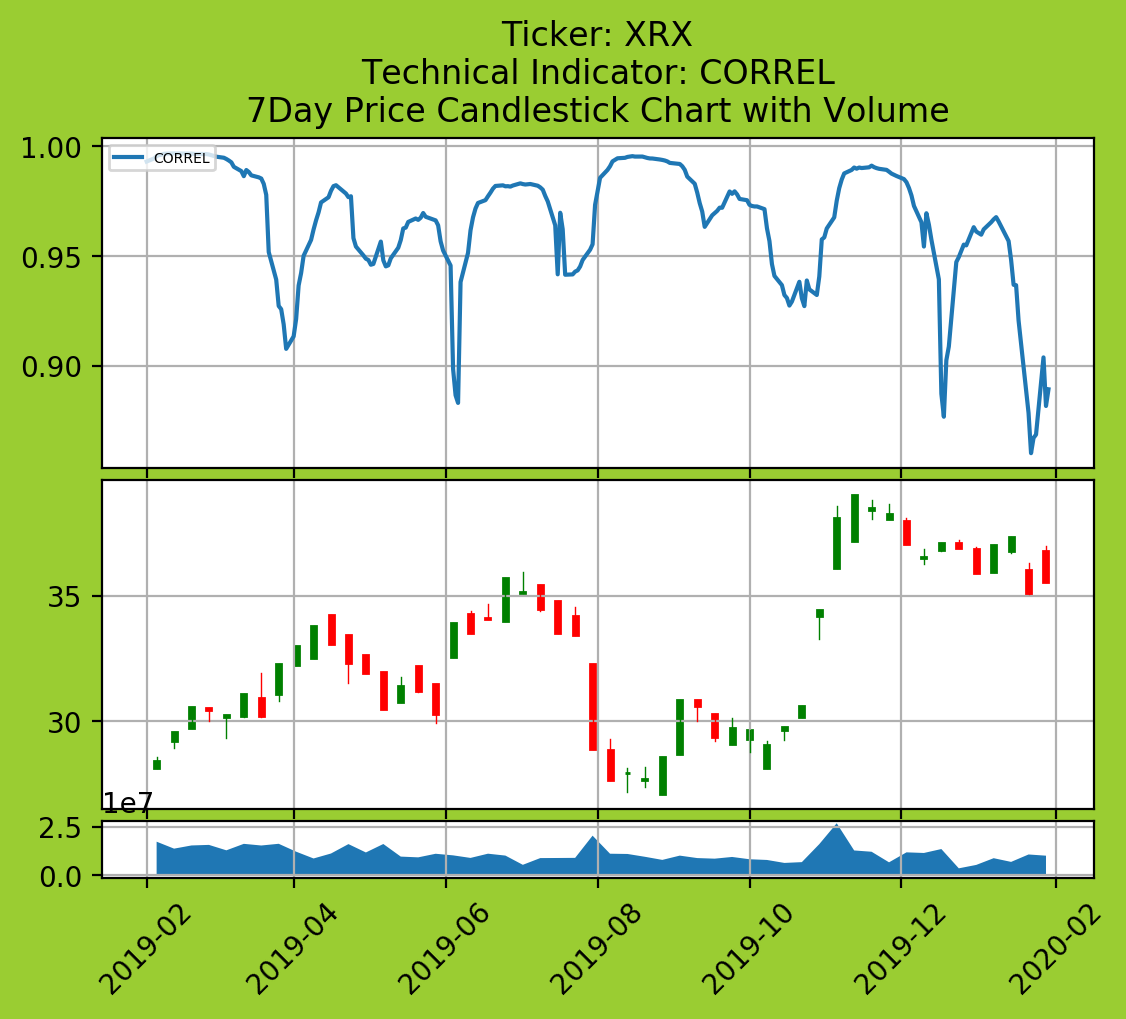 Ticker: XRX
Technical Indicator: CORREL
7Day Price Candlestick Chart with Volume
1.00
CORREL
0.95
0.90
35
30
1e7
2.5
0.0
2019-02
2019-04
2019-06
2019-08
2019-10
2019-12
2020-02